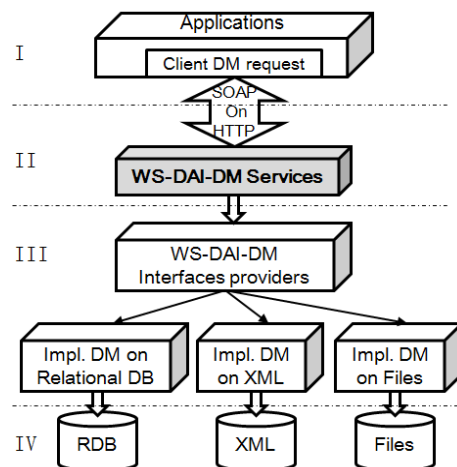 Applications
I
Client DM request
SOAP
On
HTTP
II
WS-DAI-DM Services
III
WS-DAI-DM
Interfaces providers
Impl. DM on
Relational DB
Impl. DM
on XML
Impl. DM
on Files
IV
RDB
XML
Files